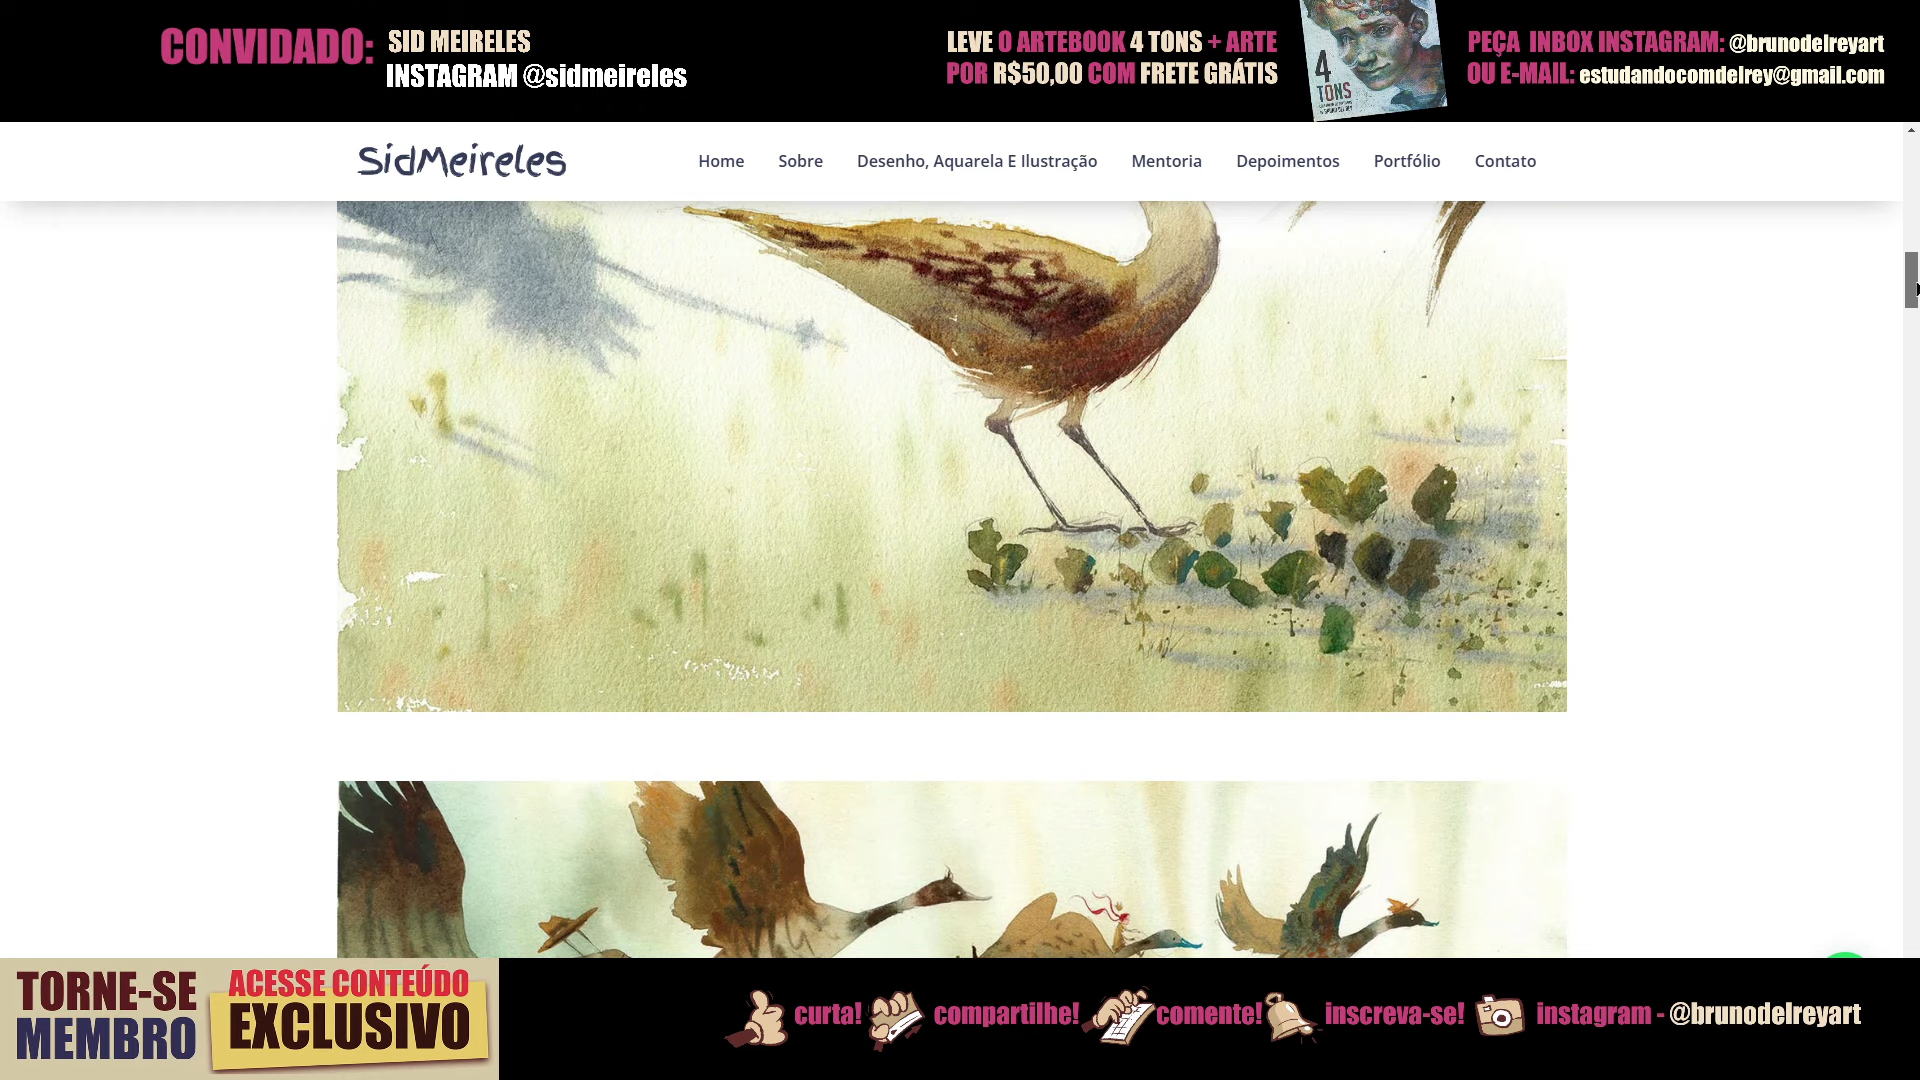 CONVIDADO: SID MEIRELES
INSTAGRAM @sidmeireles
LEVE O ARTEBOOK 4 TONS + ARTE
POR R$50,00 COM FRETE GRÁTIS
4
TONS
PEÇA INBOX INSTAGRAM: @brunodelreyart
OU E-MAIL: estudandocomdelrey@gmail.com
SidMeireles
Home Sobre Desenho, Aquarela E Ilustração Mentoria Depoimentos Portfólio Contato
TORNE-SE
MEMBRO
ACESSE CONTEÚDO
EXCLUSIVO
curta! compartilhe! comente! inscreva-se! instagram - @brunodelreyart